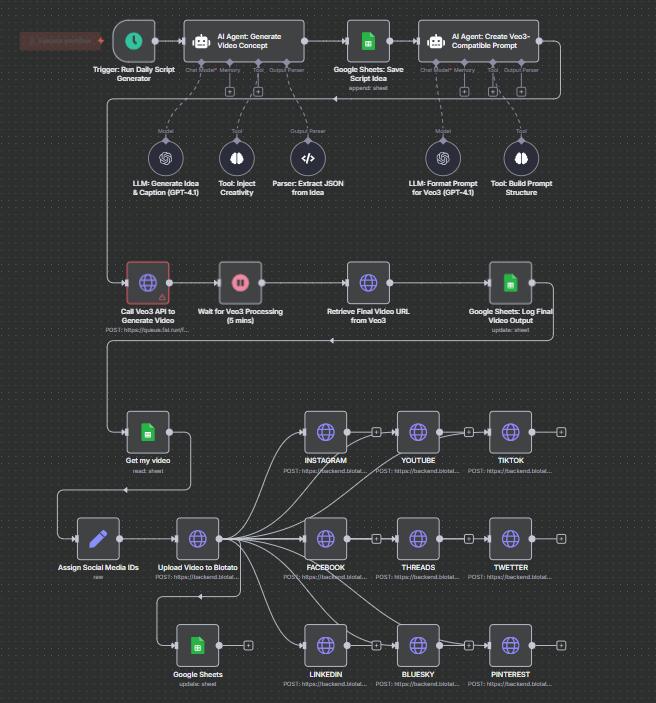 AI Agent: Generate
Video Concept
AI Agent: Create Veo3-
Compatible Prompt
Trigger: Run Daily Script
Generator
Chat Model*
Memory
Tool
Output Parser
Google Sheets: Save
Script Idea
append: sheet
Chat Model*
Memory
Tool
Output Parser
Model
Tool
Output Parser
Model
Tool
LLM: Generate Idea
& Caption (GPT-4.1)
Tool: Inject
Creativity
Parser: Extract JSON
from Idea
LLM: Format Prompt
for Veo3 (GPT-4.1)
Tool: Build Prompt
Structure
Call Veo3 API to
Generate Video
POST: https://queue.fal.run/f...
Wait for Veo3 Processing
(5 mins)
Retrieve Final Video URL
from Veo3
Google Sheets: Log Final
Video Output
update: sheet
Get my video
read: sheet
INSTAGRAM
POST: https://backend.blotat...
YOUTUBE
POST: https://backend.blotat...
TIKTOK
POST: https://backend.blotat...
Assign Social Media IDs
raw
Upload Video to Blotato
POST: https://backend.blotat...
FACEBOOK
POST: https://backend.blotat...
THREADS
POST: https://backend.blotat...
TWETTER
POST: https://backend.blotat...
Google Sheets
update: sheet
LINKEDIN
POST: https://backend.blotat...
BLUESKY
POST: https://backend.blotat...
PINTEREST
POST: https://backend.blotat...